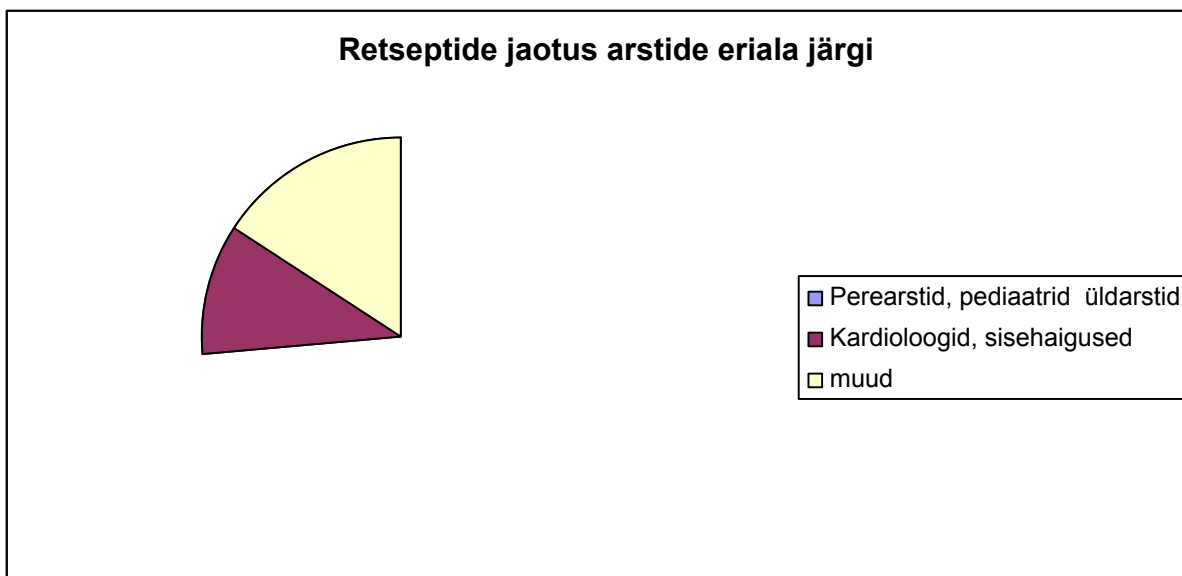 Retseptide jaotus arstide eriala järgi
Perearstid, pediaatrid üldarstid
Kardioloogid, sisehaigused
muud